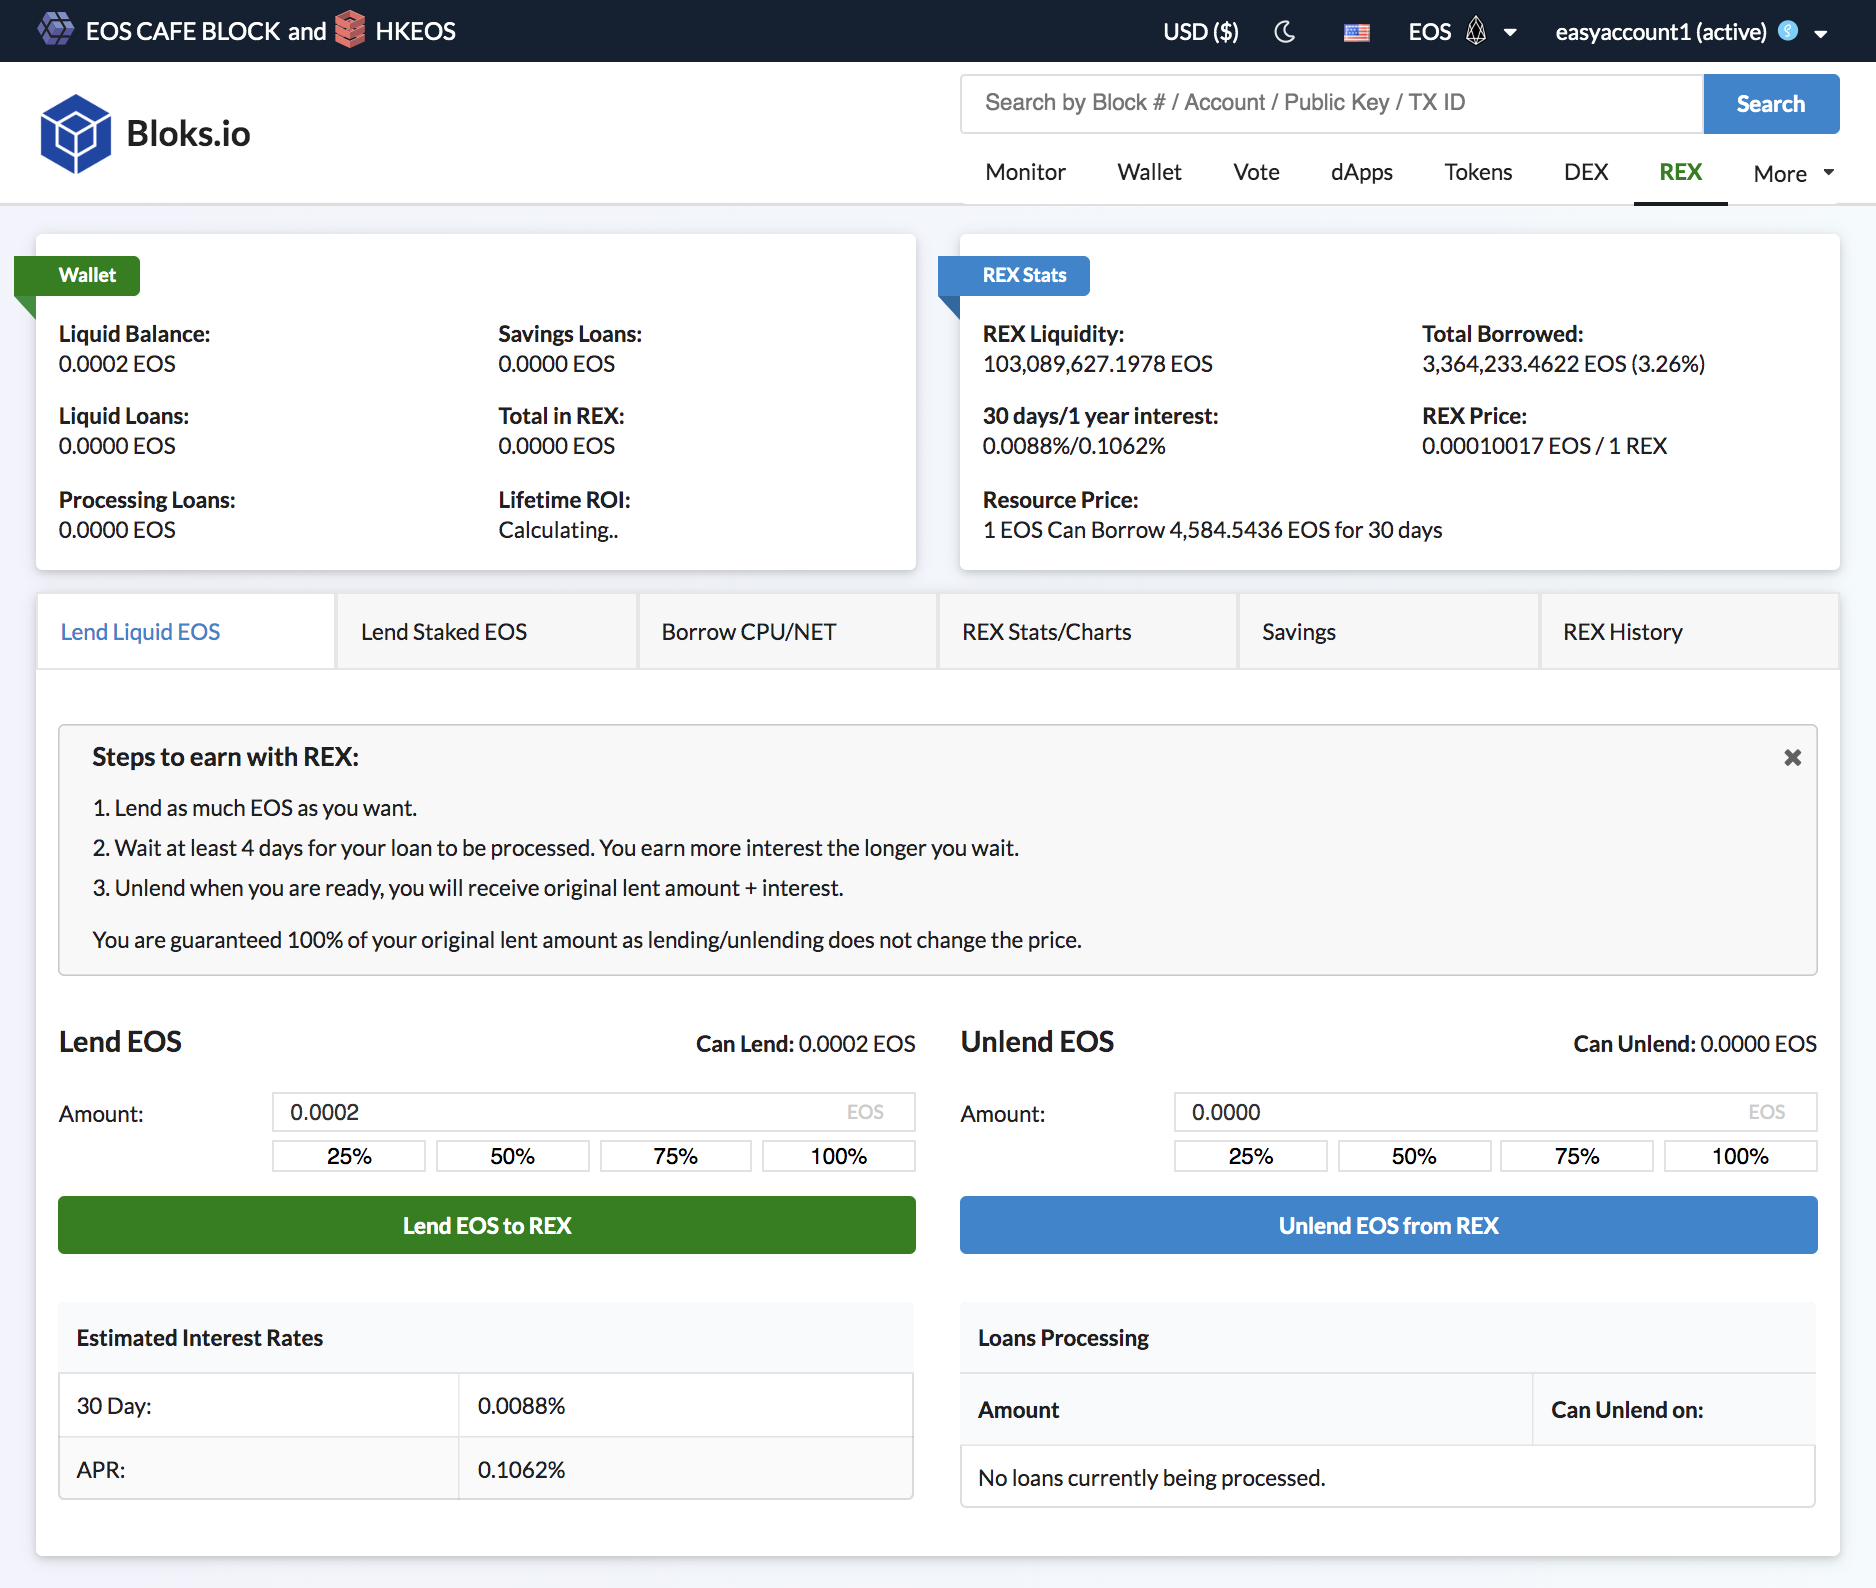 EOS CAFE BLOCK and HKEOS
USD ($)
EOS
easyaccount1 (active)
Bloks.io
Search by Block # / Account / Public Key / TX ID
Search
Monitor
Wallet
Vote
dApps
Tokens
DEX
REX
More
Wallet
Liquid Balance:
0.0002 EOS
Savings Loans:
0.0000 EOS
Liquid Loans:
0.0000 EOS
Total in REX:
0.0000 EOS
Processing Loans:
0.0000 EOS
Lifetime ROI:
Calculating..
REX Stats
REX Liquidity:
103,089,627.1978 EOS
Total Borrowed:
3,364,233.4622 EOS (3.26%)
30 days/1 year interest:
0.0088%/0.1062%
REX Price:
0.00010017 EOS / 1 REX
Resource Price:
1 EOS Can Borrow 4,584.5436 EOS for 30 days
Lend Liquid EOS
Lend Staked EOS
Borrow CPU/NET
REX Stats/Charts
Savings
REX History
Steps to earn with REX:
1. Lend as much EOS as you want.
2. Wait at least 4 days for your loan to be processed. You earn more interest the longer you wait.
3. Unlend when you are ready, you will receive original lent amount + interest.
You are guaranteed 100% of your original lent amount as lending/unlending does not change the price.
Lend EOS
Can Lend: 0.0002 EOS
Amount:
0.0002 EOS
25%
50%
75%
100%
Lend EOS to REX
Unlend EOS
Can Unlend: 0.0000 EOS
Amount:
0.0000 EOS
25%
50%
75%
100%
Unlend EOS from REX
Estimated Interest Rates
30 Day: 0.0088%
APR: 0.1062%
Loans Processing
Amount
Can Unlend on:
No loans currently being processed.